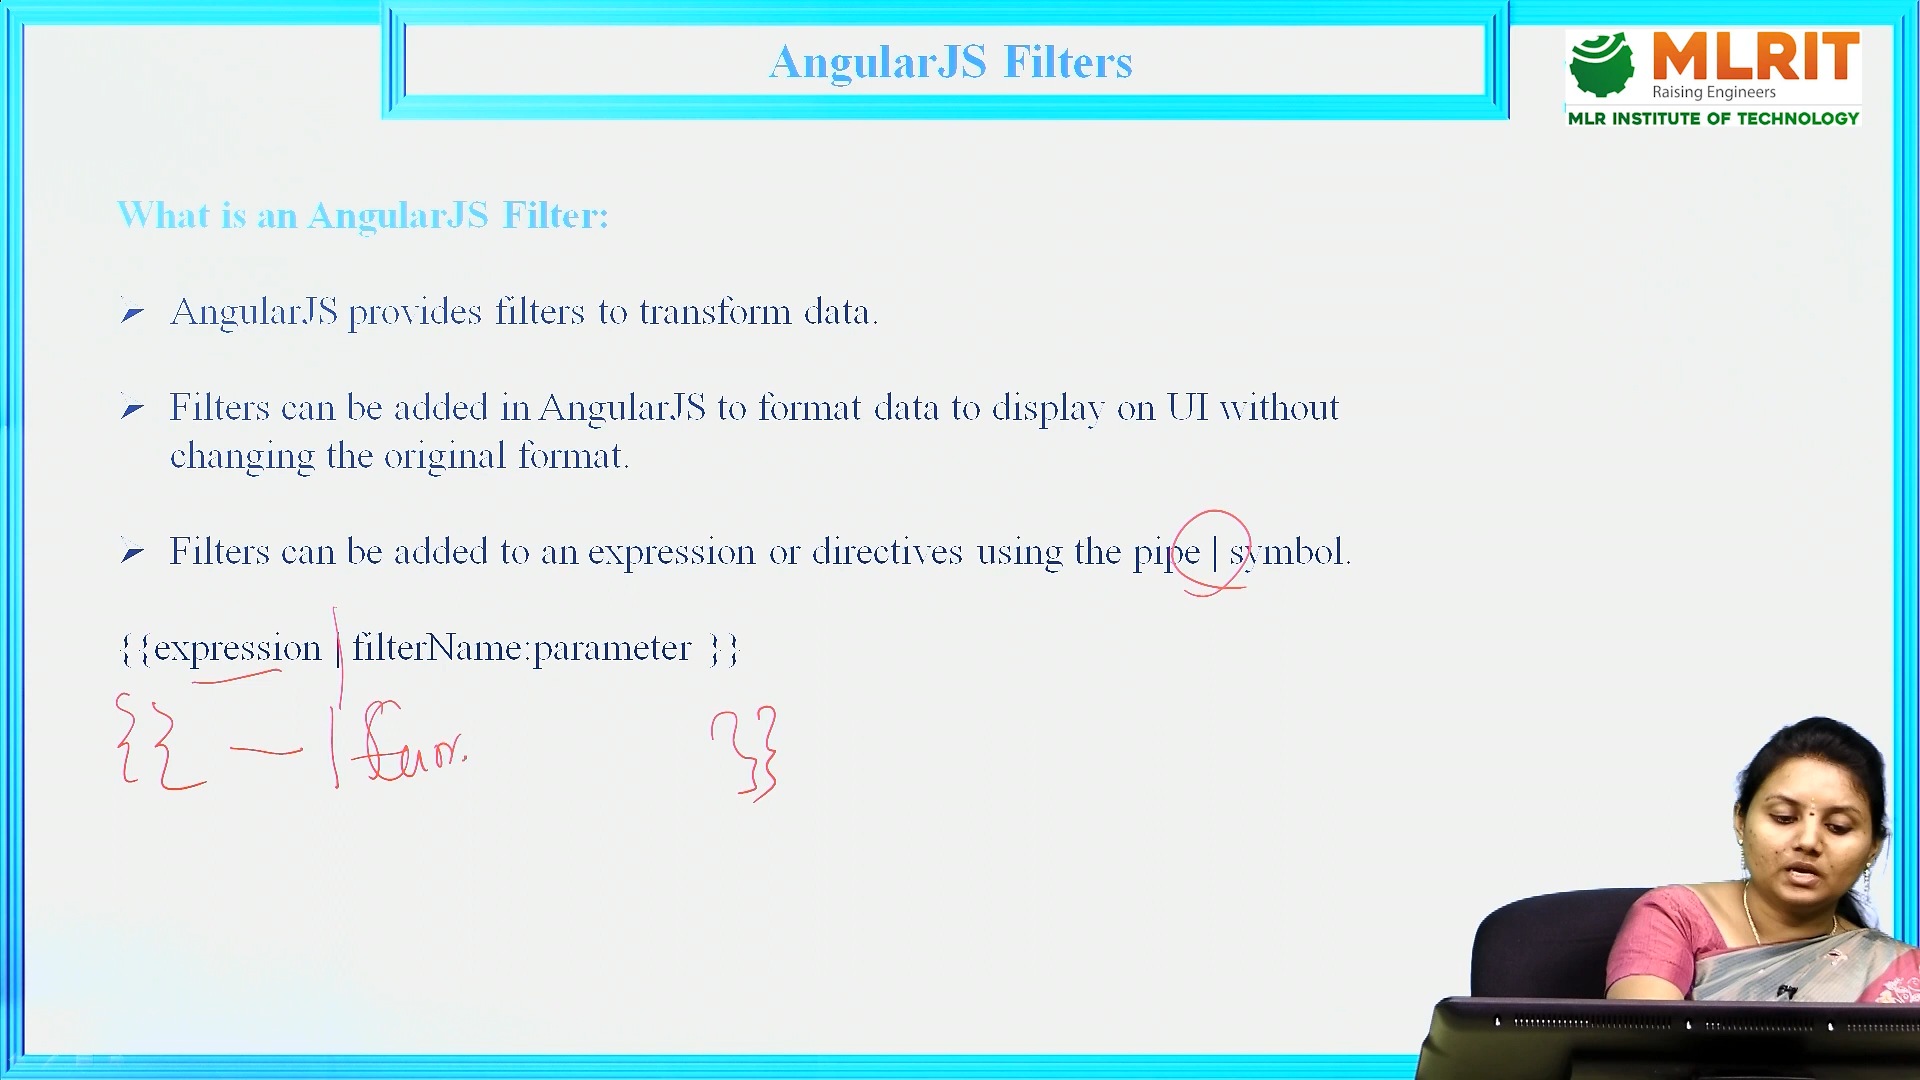 AngularJS Filters
MLRIT
Raising Engineers
MLR INSTITUTE OF TECHNOLOGY
What is an AngularJS Filter:
➢ AngularJS provides filters to transform data.
➢ Filters can be added in AngularJS to format data to display on UI without
changing the original format.
➢ Filters can be added to an expression or directives using the pipe | symbol.
{{expression | filterName:parameter }}
{{ — | }}